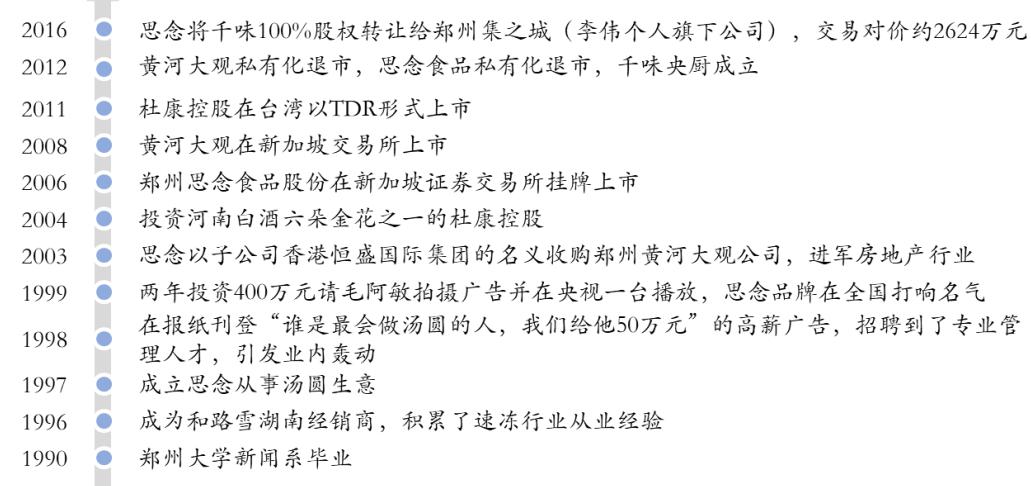 2016 思念将千味100%股权转让给郑州集之城（李伟个人旗下公司），交易对价约2624万元
2012 黄河大观私有化退市，思念食品私有化退市，千味央厨成立
2011 杜康控股在台湾以TDR形式上市
2008 黄河大观在新加坡交易所上市
2006 郑州思念食品股份在新加坡证券交易所挂牌上市
2004 投资河南白酒六朵金花之一的杜康控股
2003 思念以子公司香港恒盛国际集团的名义收购郑州黄河大观公司，进军房地产行业
1999 两年投资400万元请毛阿敏拍摄广告并在央视一台播放，思念品牌在全国打响名气
1998 在报纸刊登“谁是最会做汤圆的人，我们给他50万元”的高薪广告，招聘到了专业管
理人才，引发业内轰动
1997 成立思念从事汤圆生意
1996 成为和路雪湖南经销商，积累了速冻行业从业经验
1990 郑州大学新闻系毕业